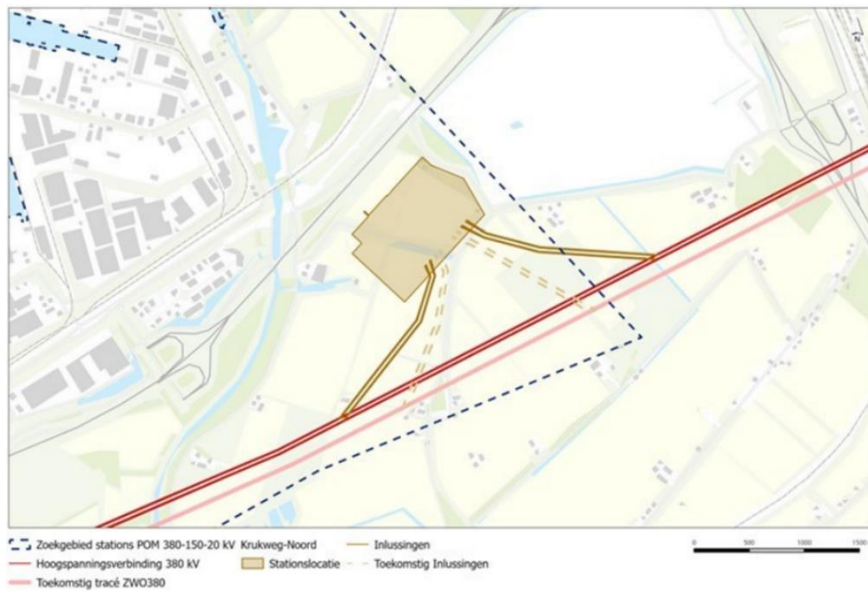 Zoekgebied stations POM 380-150-20 kV Krukweg-Noord Inlussingen
Hoogspanningsverbinding 380 kV Stationslocatie Toekomstig Inlussingen
Toekomstig tracé ZWO380
0 500 1000 1500